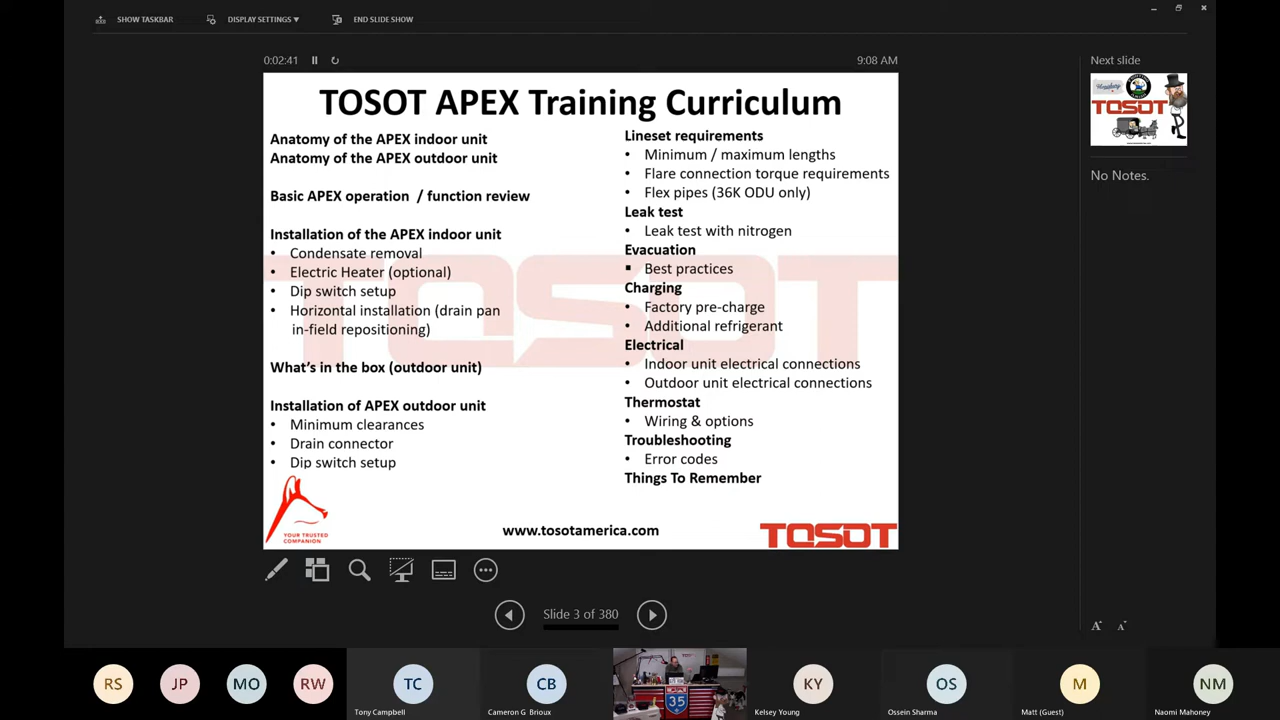 SHOW TASKBAR
DISPLAY SETTINGS ▾
END SLIDE SHOW
0:02:41
9:08 AM
TOSOT APEX Training Curriculum
Anatomy of the APEX indoor unit
Anatomy of the APEX outdoor unit
Basic APEX operation / function review
Installation of the APEX indoor unit
• Condensate removal
• Electric Heater (optional)
• Dip switch setup
• Horizontal installation (drain pan
in-field repositioning)
What's in the box (outdoor unit)
Installation of APEX outdoor unit
• Minimum clearances
• Drain connector
• Dip switch setup
Lineset requirements
• Minimum / maximum lengths
• Flare connection torque requirements
• Flex pipes (36K ODU only)
Leak test
• Leak test with nitrogen
Evacuation
▪ Best practices
Charging
• Factory pre-charge
• Additional refrigerant
Electrical
• Indoor unit electrical connections
• Outdoor unit electrical connections
Thermostat
• Wiring & options
Troubleshooting
• Error codes
Things To Remember
TOSOT
YOUR TRUSTED
COMPANION
www.tosotamerica.com
TOSOT
Next slide
TOSOT
No Notes.
Slide 3 of 380
A A
RS
JP
MO
RW
TC
Tony Campbell
CB
Cameron G Brioux
35
KY
Kelsey Young
OS
Ossein Sharma
M
Matt (Guest)
NM
Naomi Mahoney